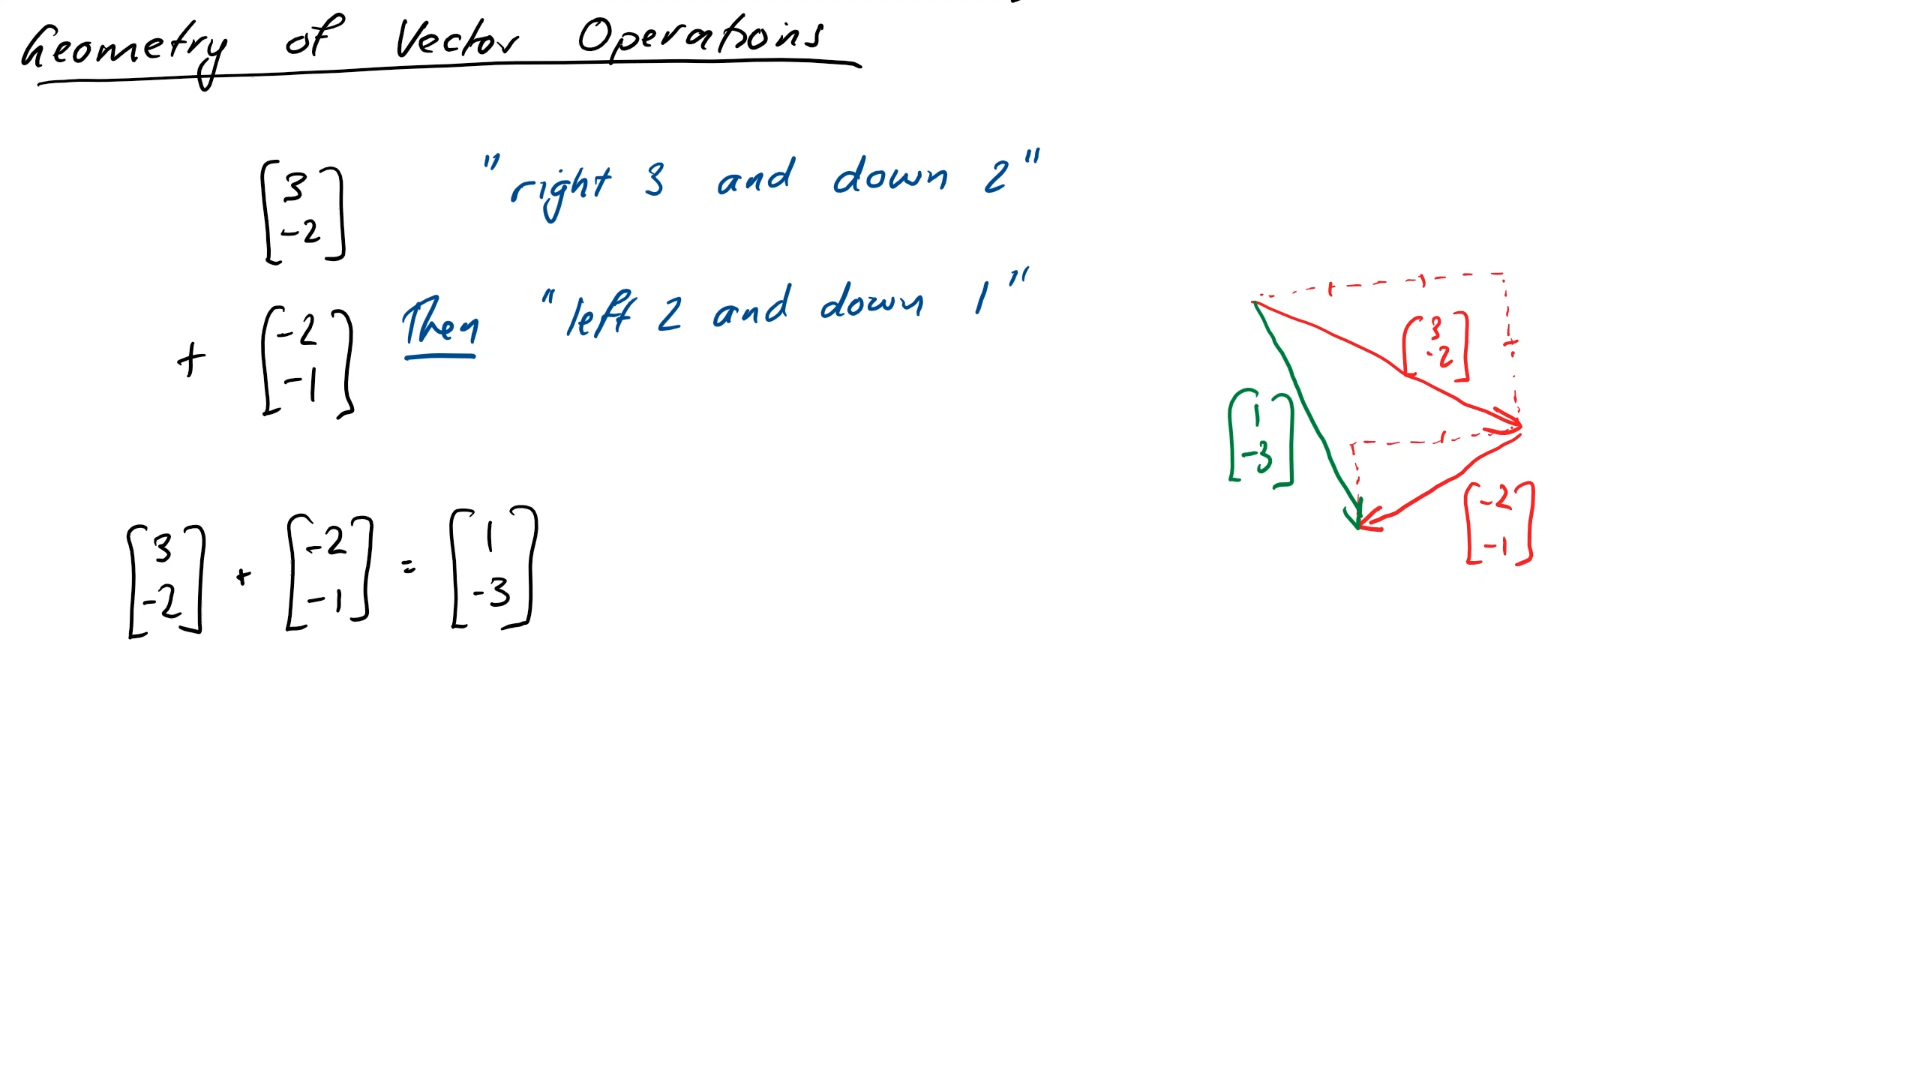 Geometry of Vector Operations
[3 "right 3 and down 2"
-2]
+ [-2 Then "left 2 and down 1"
-1]
[3 -2] + [-2 -1] = [1 -3]
[3
-2]
[1
-3]
[-2
-1]